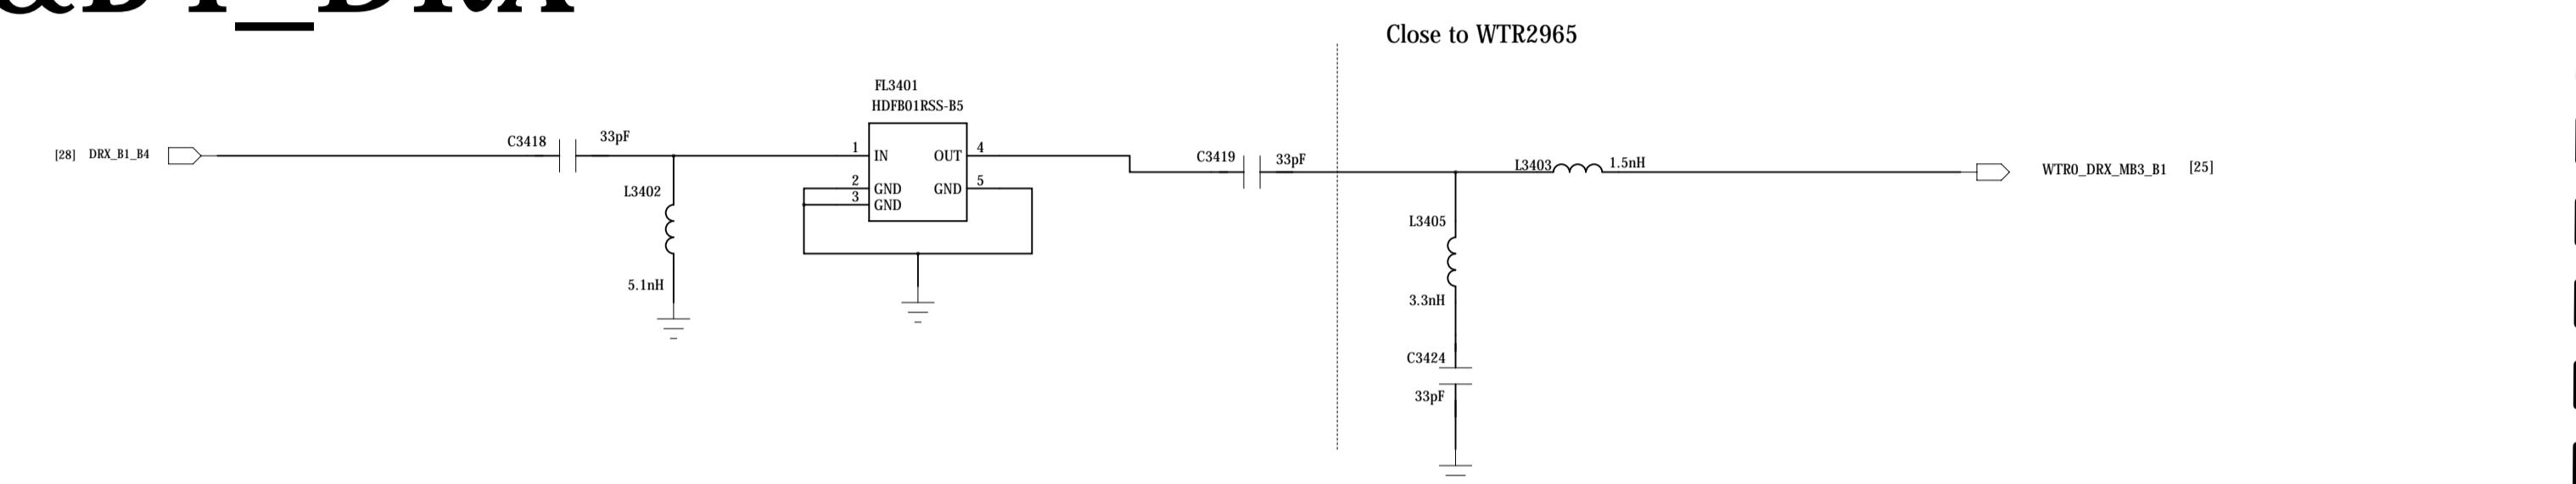 Close to WTR2965
FL3401
HDFB01RSS-B5
[28] DRX_B1_B4
C3418
33pF
1
IN
OUT
4
2
GND
GND
5
3
GND
L3402
5.1nH
C3419
33pF
L3403
1.5nH
WTR0_DRX_MB3_B1 [25]
L3405
3.3nH
C3424
33pF